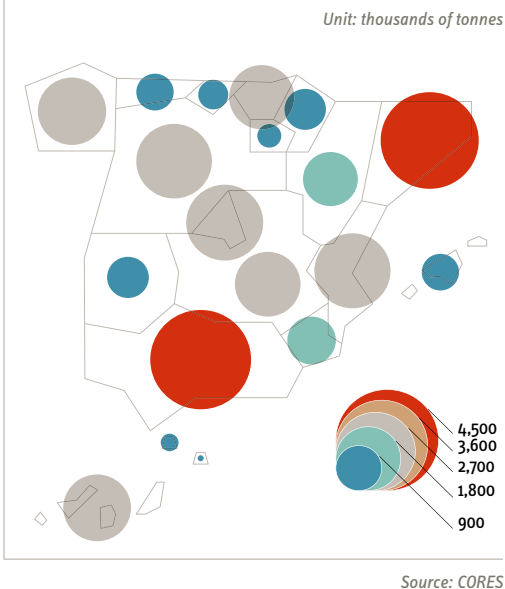 Unit: thousands of tonnes
4,500
3,600
2,700
1,800
900
Source: CORES